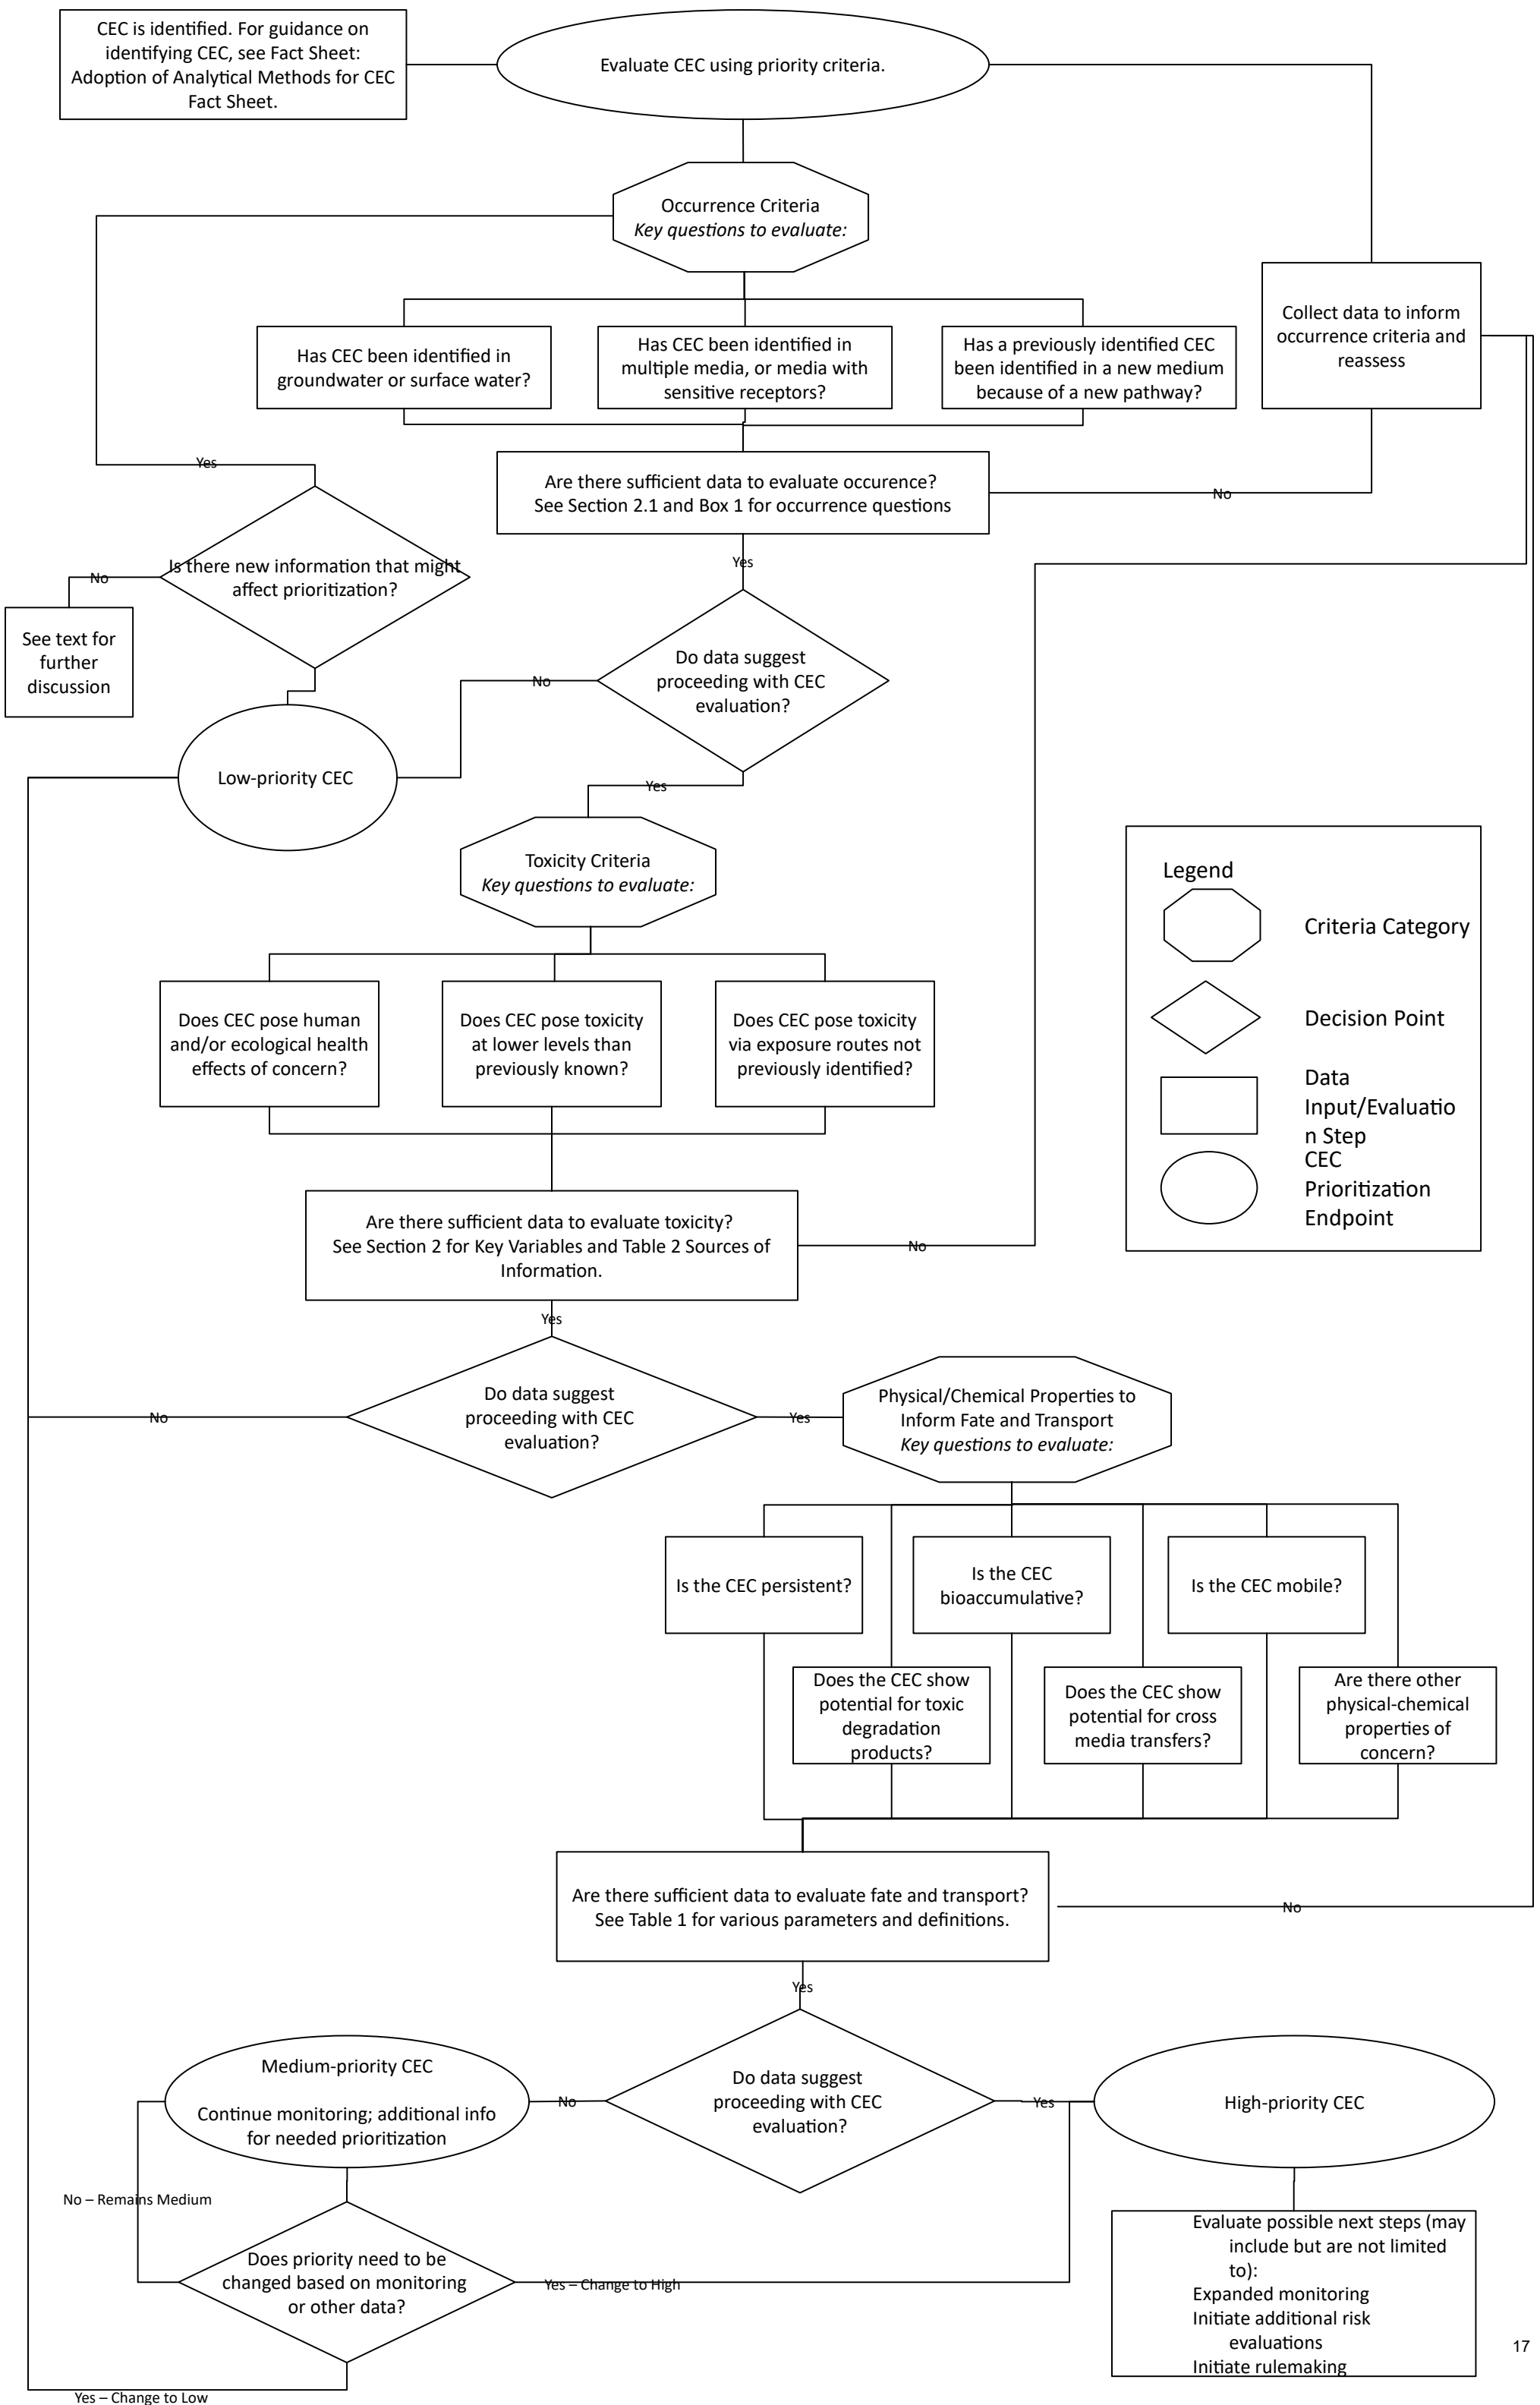 CEC is identified. For guidance on
identifying CEC, see Fact Sheet:
Adoption of Analytical Methods for CEC
Fact Sheet.
Evaluate CEC using priority criteria.
Occurrence Criteria
Key questions to evaluate:
Has CEC been identified in
groundwater or surface water?
Has CEC been identified in
multiple media, or media with
sensitive receptors?
Has a previously identified CEC
been identified in a new medium
because of a new pathway?
Collect data to inform
occurrence criteria and
reassess
Yes
Are there sufficient data to evaluate occurence?
See Section 2.1 and Box 1 for occurrence questions
No
Is there new information that might
affect prioritization?
No
See text for
further
discussion
Yes
Do data suggest
proceeding with CEC
evaluation?
No
Low-priority CEC
Yes
Toxicity Criteria
Key questions to evaluate:
Legend
Criteria Category
Decision Point
Data
Input/Evaluatio
n Step
CEC
Prioritization
Endpoint
Does CEC pose human
and/or ecological health
effects of concern?
Does CEC pose toxicity
at lower levels than
previously known?
Does CEC pose toxicity
via exposure routes not
previously identified?
Are there sufficient data to evaluate toxicity?
See Section 2 for Key Variables and Table 2 Sources of
Information.
No
Yes
Do data suggest
proceeding with CEC
evaluation?
No
Yes
Physical/Chemical Properties to
Inform Fate and Transport
Key questions to evaluate:
Is the CEC persistent?
Is the CEC
bioaccumulative?
Is the CEC mobile?
Does the CEC show
potential for toxic
degradation
products?
Does the CEC show
potential for cross
media transfers?
Are there other
physical-chemical
properties of
concern?
Are there sufficient data to evaluate fate and transport?
See Table 1 for various parameters and definitions.
No
Yes
Medium-priority CEC
Continue monitoring; additional info
for needed prioritization
No
Do data suggest
proceeding with CEC
evaluation?
Yes
High-priority CEC
No – Remains Medium
Does priority need to be
changed based on monitoring
or other data?
Yes – Change to High
Evaluate possible next steps (may
include but are not limited
to):
Expanded monitoring
Initiate additional risk
evaluations
Initiate rulemaking
17
Yes – Change to Low